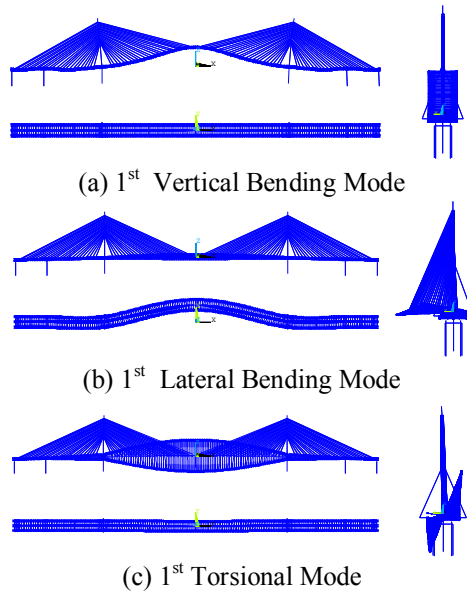 (a) 1st Vertical Bending Mode
(b) 1st Lateral Bending Mode
(c) 1st Torsional Mode